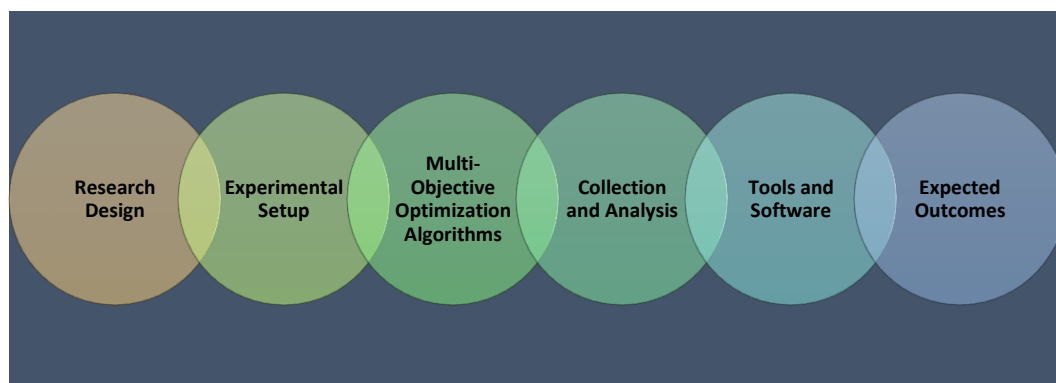 Research
Design
Experimental
Setup
Multi-
Objective
Optimization
Algorithms
Collection
and Analysis
Tools and
Software
Expected
Outcomes